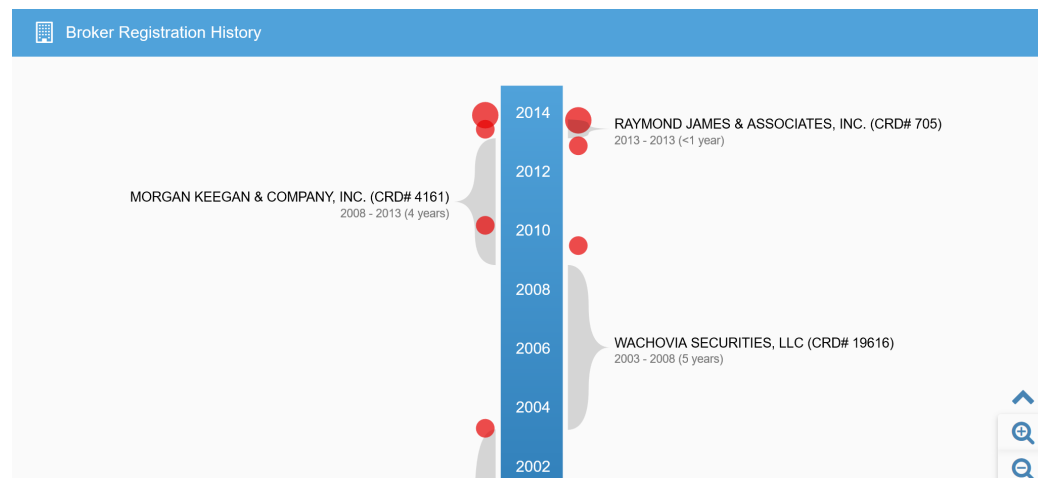 Broker Registration History
2014
RAYMOND JAMES & ASSOCIATES, INC. (CRD# 705)
2013 - 2013 (<1 year)
2012
MORGAN KEEGAN & COMPANY, INC. (CRD# 4161)
2008 - 2013 (4 years)
2010
2008
2006
WACHOVIA SECURITIES, LLC (CRD# 19616)
2003 - 2008 (5 years)
2004
2002